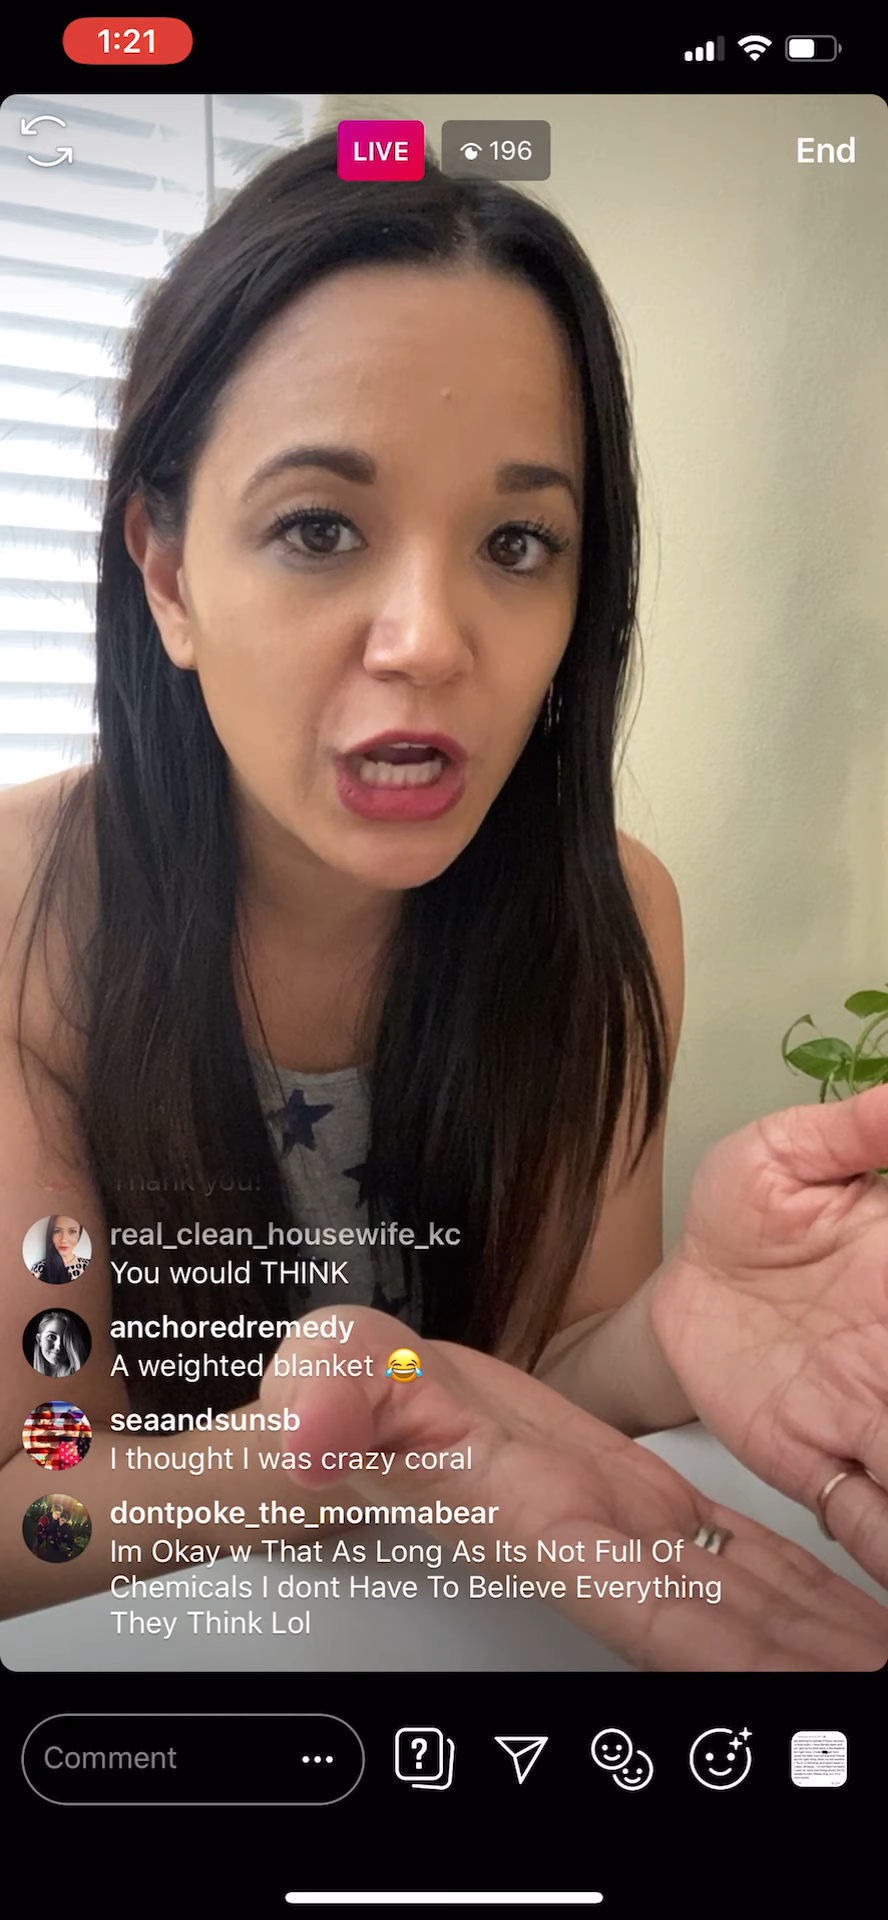 1:21
LIVE 196 End
Thank you!
real_clean_housewife_kc
You would THINK
anchoredremedy
A weighted blanket 😂
seaandsunsb
I thought I was crazy coral
dontpoke_the_mommabear
Im Okay w That As Long As Its Not Full Of
Chemicals I dont Have To Believe Everything
They Think Lol
Comment
?